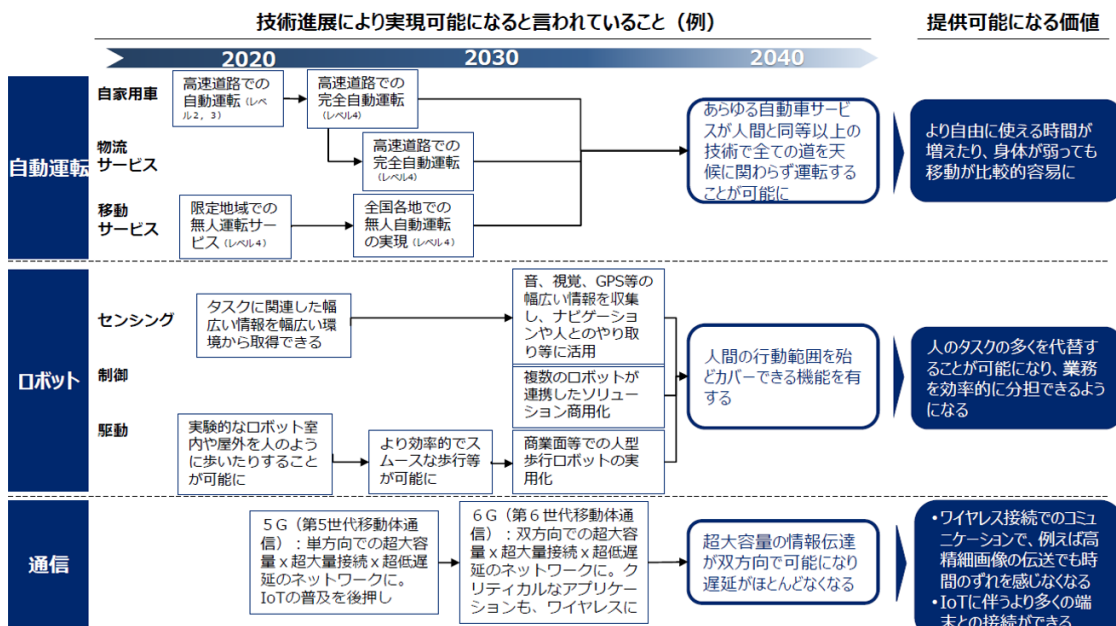 技術進展により実現可能になると言われていること（例）
提供可能になる価値
2020
2030
2040
自動運転
自家用車
高速道路での
自動運転（レベ
ル2，3）
高速道路での
完全自動運転
（レベル4）
物流
サービス
高速道路での
完全自動運転
（レベル4）
移動
サービス
限定地域での
無人運転サー
ビス（レベル4）
全国各地での
無人自動運転
の実現（レベル4）
あらゆる自動車サービ
スが人間と同等以上の
技術で全ての道を天
候に関わらず運転する
ことが可能に
より自由に使える時間が
増えたり、身体が弱っても
移動が比較的容易に
ロボット
センシング
タスクに関連した幅
広い情報を幅広い環
境から取得できる
音、視覚、GPS等の
幅広い情報を収集
し、ナビゲーション
や人とのやり取
り等に活用
制御
複数のロボットが
連携したソリュー
ション商用化
駆動
実験的なロボット室
内や屋外を人のよう
に歩いたりすること
が可能に
より効率的でス
ムースな歩行等
が可能に
商業面等での人型
歩行ロボットの実
用化
人間の行動範囲を殆
どカバーできる機能を有
する
人のタスクの多くを代替す
ることが可能になり、業務
を効率的に分担できるよう
になる
通信
５G（第5世代移動体通
信）：単方向での超大容
量ｘ超大量接続ｘ超低遅
延のネットワークに。
IoTの普及を後押し
６G（第６世代移動体通
信）：双方向での超大容
量ｘ超大量接続ｘ超低遅
延のネットワークに。ク
リティカルなアプリケー
ションも、ワイヤレスに
超大容量の情報伝達
が双方向で可能になり
遅延がほとんどなくなる
•ワイヤレス接続でのコミュ
ニケーションで、例えば高
精細画像の伝送でも時間
のずれを感じなくなる
•IoTに伴うより多くの端
末との接続ができる